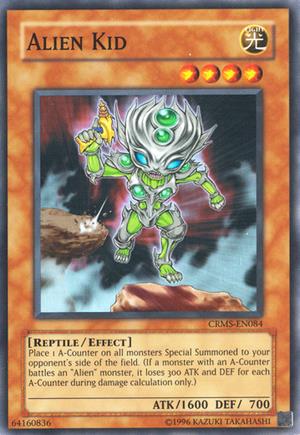 ALIEN KID
LIGHT
光
CRMS-EN084
[REPTILE / EFFECT]
Place 1 A-Counter on all monsters Special Summoned to your
opponent's side of the field. (If a monster with an A-Counter
battles an "Alien" monster, it loses 300 ATK and DEF for each
A-Counter during damage calculation only.)
ATK/1600 DEF/ 700
64160836
©1996 KAZUKI TAKAHASHI